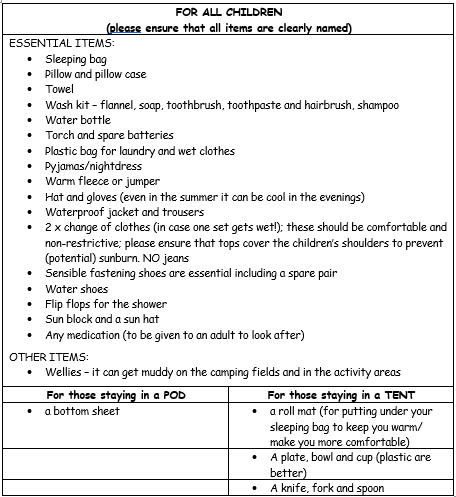 FOR ALL CHILDREN
(please ensure that all items are clearly named)
ESSENTIAL ITEMS:
• Sleeping bag
• Pillow and pillow case
• Towel
• Wash kit – flannel, soap, toothbrush, toothpaste and hairbrush, shampoo
• Water bottle
• Torch and spare batteries
• Plastic bag for laundry and wet clothes
• Pyjamas/nightdress
• Warm fleece or jumper
• Hat and gloves (even in the summer it can be cool in the evenings)
• Waterproof jacket and trousers
• 2 x change of clothes (in case one set gets wet!); these should be comfortable and
non-restrictive; please ensure that tops cover the children's shoulders to prevent
(potential) sunburn. NO jeans
• Sensible fastening shoes are essential including a spare pair
• Water shoes
• Flip flops for the shower
• Sun block and a sun hat
• Any medication (to be given to an adult to look after)
OTHER ITEMS:
• Wellies – it can get muddy on the camping fields and in the activity areas
For those staying in a POD
• a bottom sheet
For those staying in a TENT
• a roll mat (for putting under your
sleeping bag to keep you warm/
make you more comfortable)
• A plate, bowl and cup (plastic are
better)
• A knife, fork and spoon